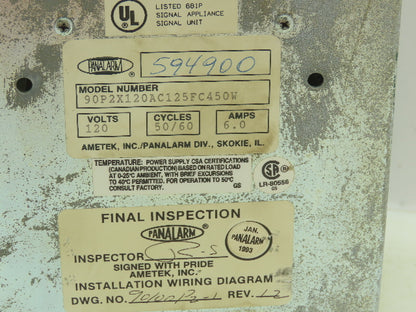 UL
LISTED 681P
SIGNAL APPLIANCE
SIGNAL UNIT
PANALARM
594900
MODEL NUMBER
90P2X120AC125FC450W
VOLTS CYCLES AMPS
120 50/60 6.0
AMETEK, INC./PANALARM DIV., SKOKIE, IL.
TEMPERATURE: POWER SUPPLY CSA CERTIFICATIONS
(CANADIAN PRODUCTION) BASED ON RATED LOAD
AT 0-25°C AMBIENT, WITH BRIEF EXCURSIONS
TO 40°C PERMITTED. FOR OPERATION TO 50°C
CONSULT FACTORY. GS
LR-80556
FINAL INSPECTION
PANALARM
JAN.
PANALARM
1993
INSPECTOR
SIGNED WITH PRIDE
AMETEK, INC.
INSTALLATION WIRING DIAGRAM
DWG. NO. REV. 12